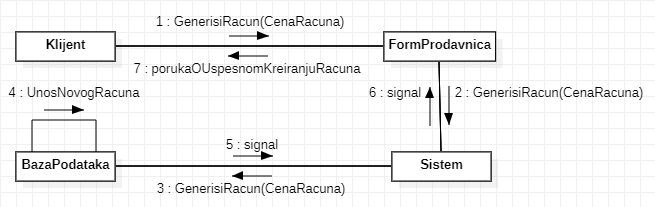 1 : GenerisiRacun(CenaRacuna)
Klijent
FormProdavnica
7 : porukaOUspesnomKreiranjuRacuna
4 : UnosNovogRacuna
6 : signal
2 : GenerisiRacun(CenaRacuna)
5 : signal
BazaPodataka
Sistem
3 : GenerisiRacun(CenaRacuna)